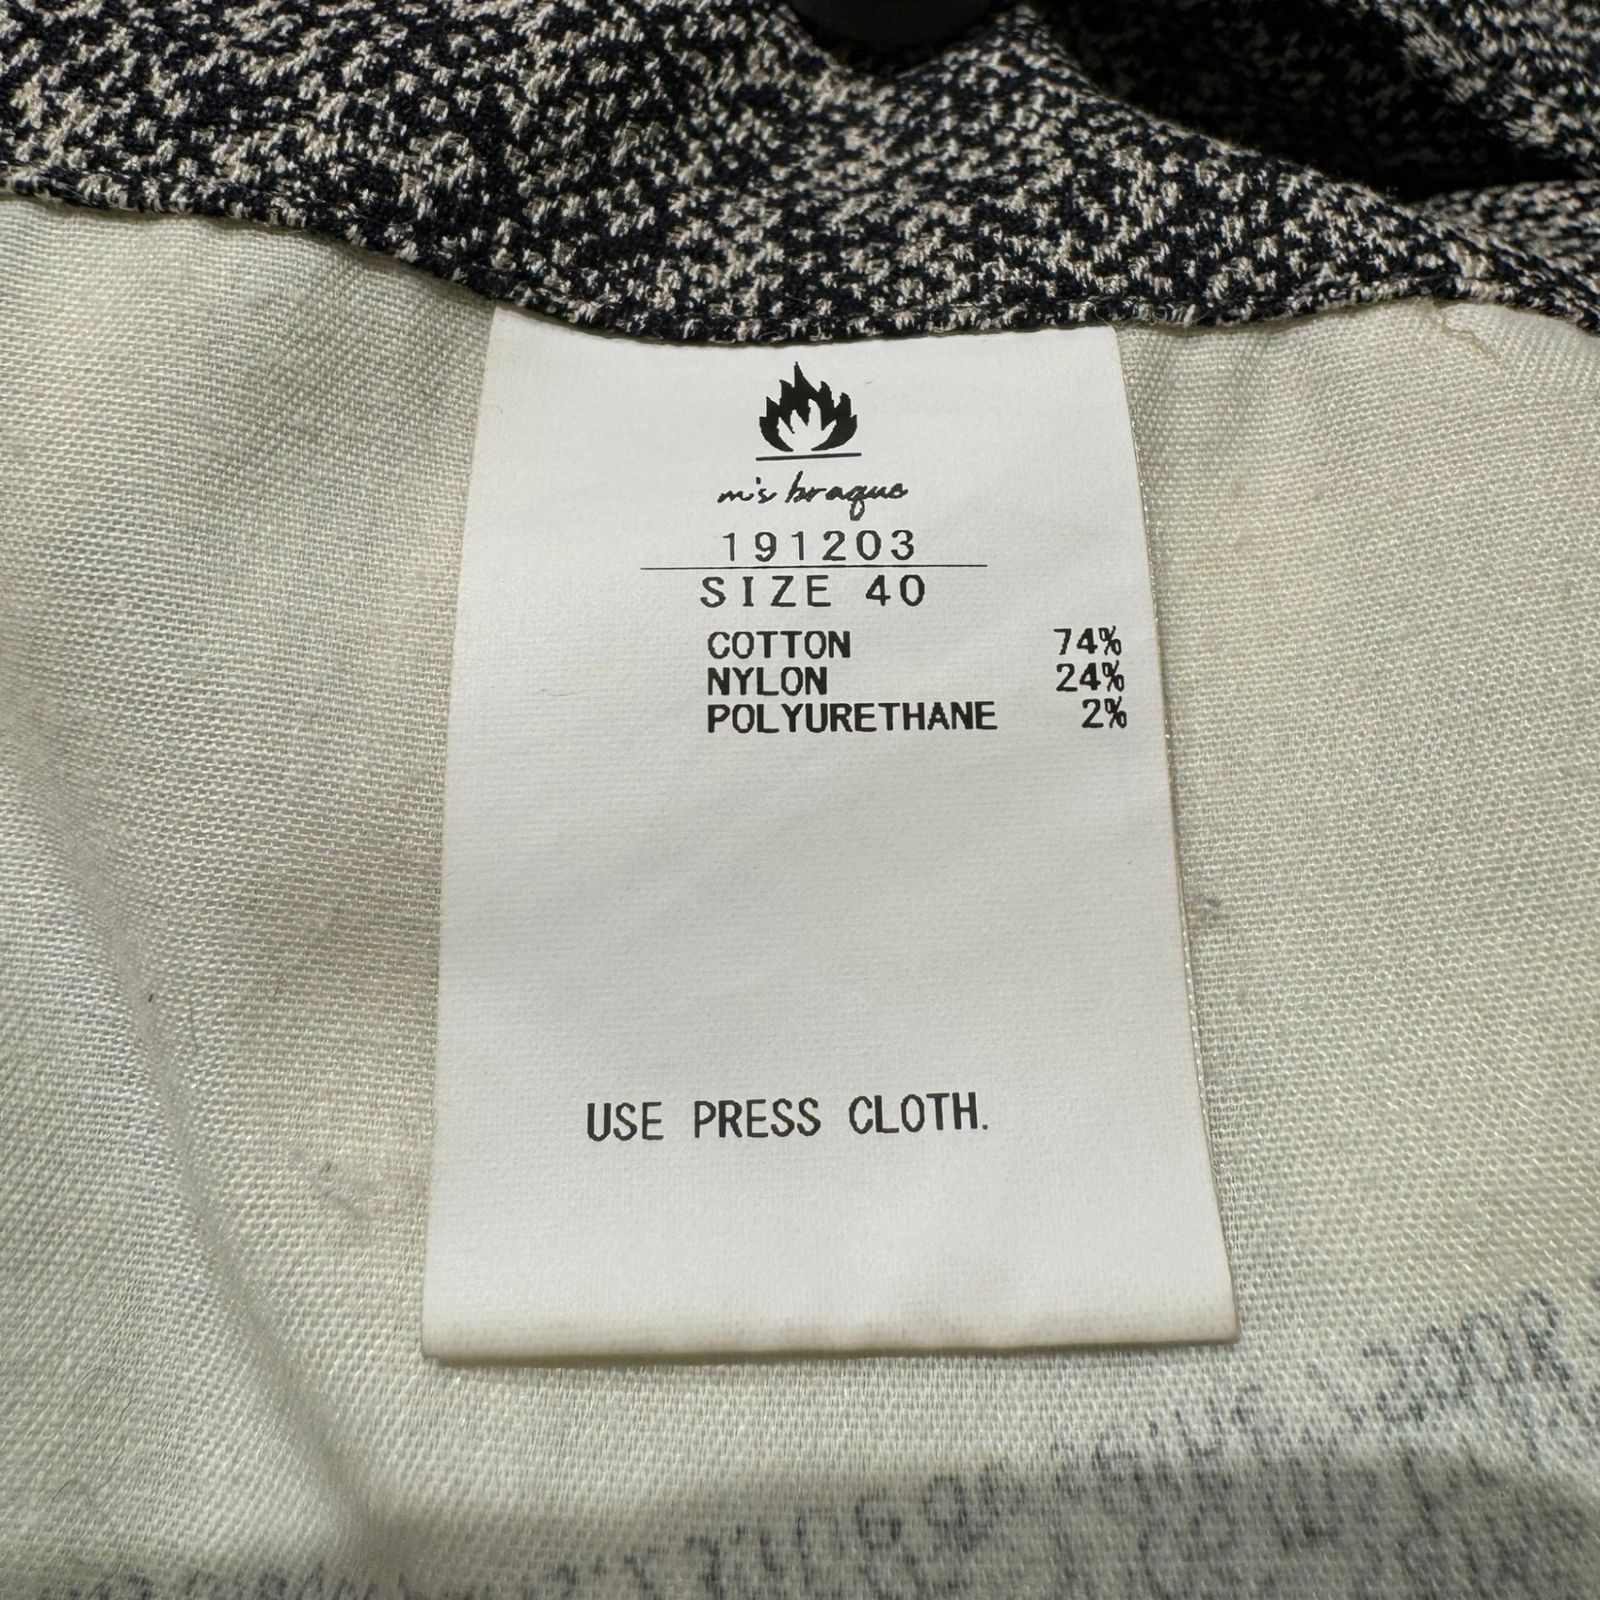 m's braque
191203
SIZE 40
COTTON 74%
NYLON 24%
POLYURETHANE 2%
USE PRESS CLOTH.